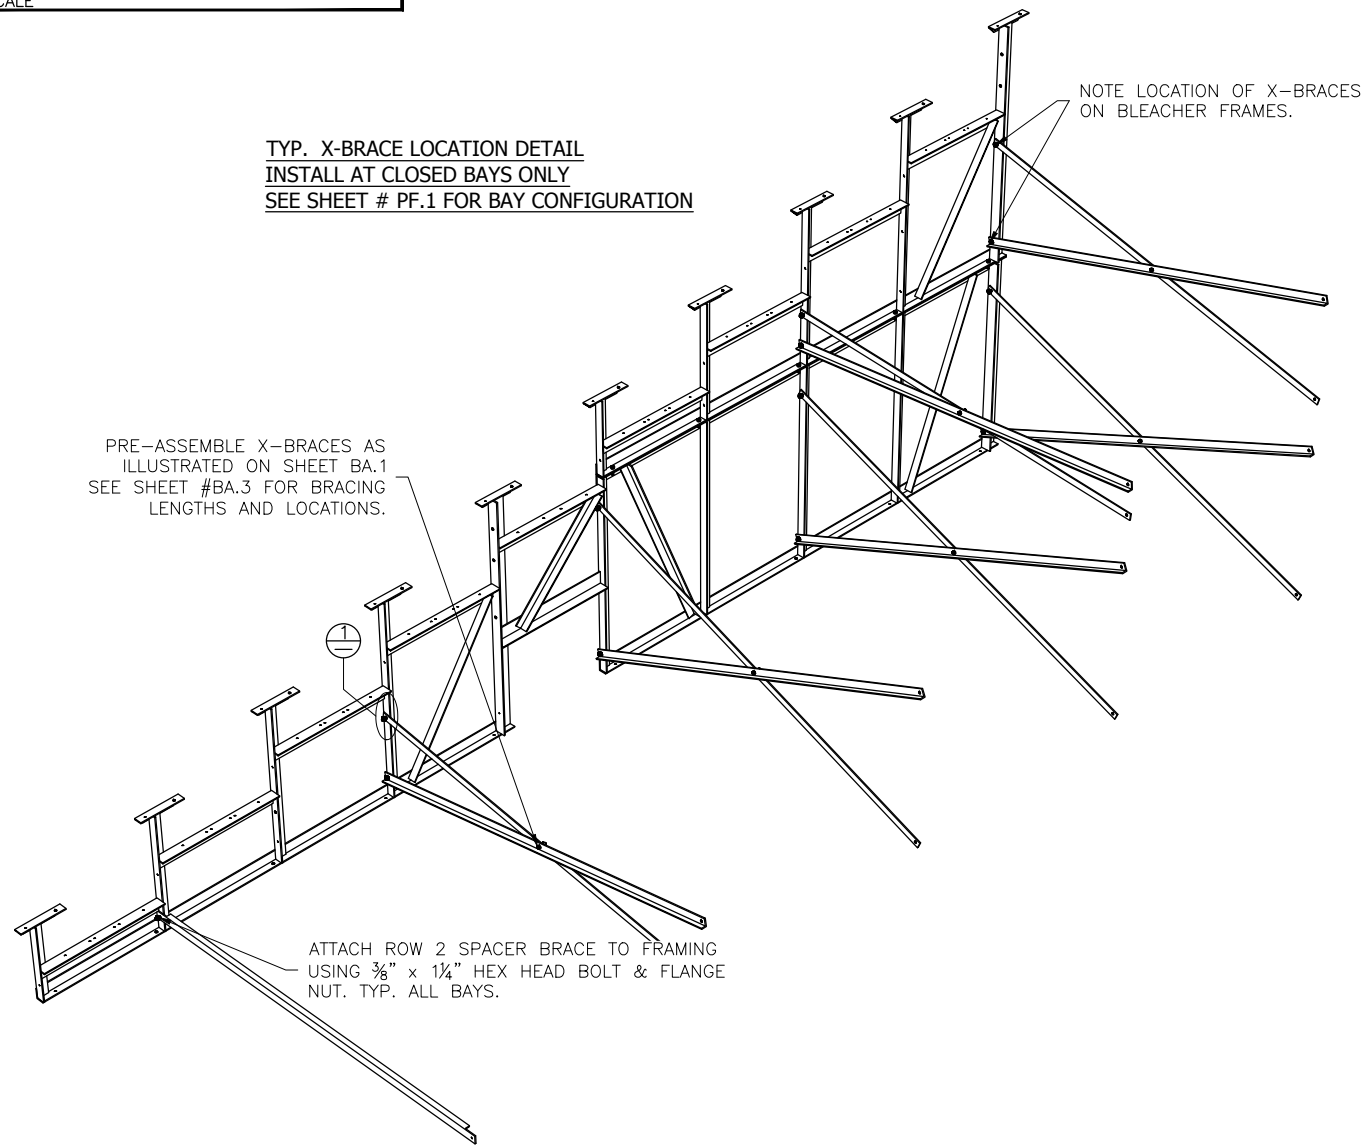 TYP. X-BRACE LOCATION DETAIL
INSTALL AT CLOSED BAYS ONLY
SEE SHEET # PF.1 FOR BAY CONFIGURATION
NOTE LOCATION OF X-BRACES
ON BLEACHER FRAMES.
PRE-ASSEMBLE X-BRACES AS
ILLUSTRATED ON SHEET BA.1
SEE SHEET #BA.3 FOR BRACING
LENGTHS AND LOCATIONS.
1
ATTACH ROW 2 SPACER BRACE TO FRAMING
USING ⅜" x 1¼" HEX HEAD BOLT & FLANGE
NUT. TYP. ALL BAYS.